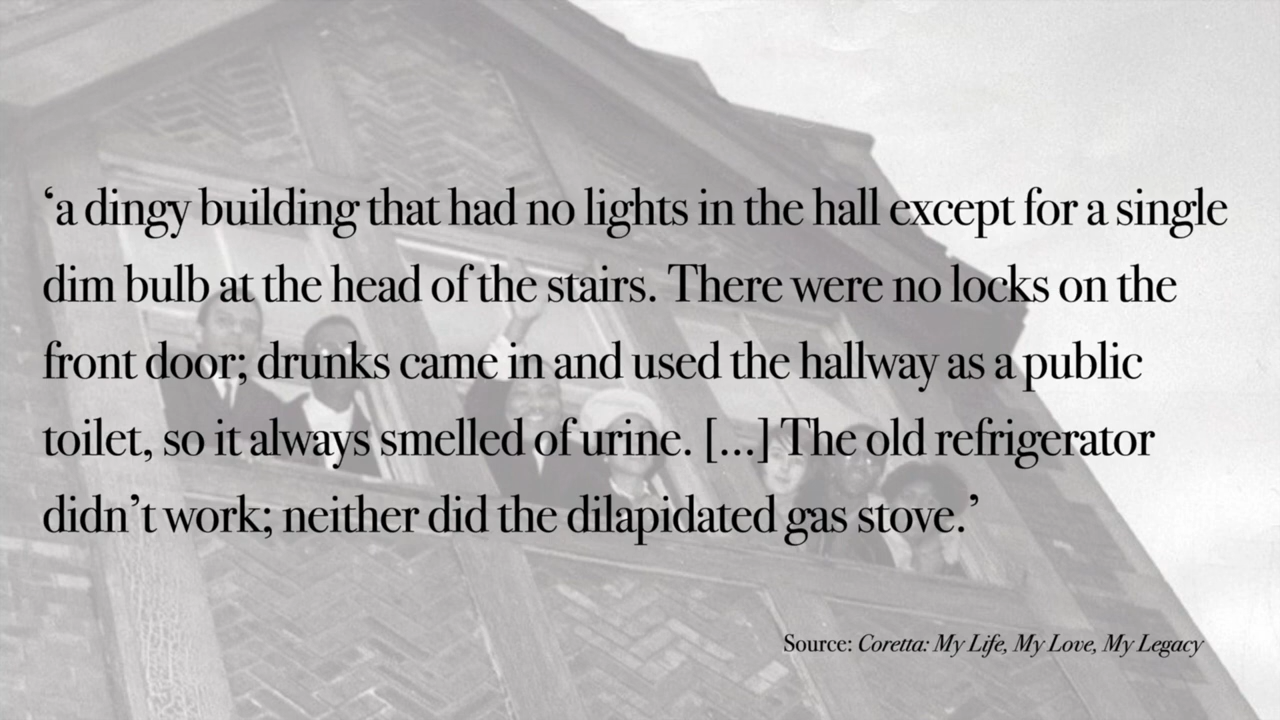 ‘a dingy building that had no lights in the hall except for a single
dim bulb at the head of the stairs. There were no locks on the
front door; drunks came in and used the hallway as a public
toilet, so it always smelled of urine. [...] The old refrigerator
didn’t work; neither did the dilapidated gas stove.’
Source: Coretta: My Life, My Love, My Legacy